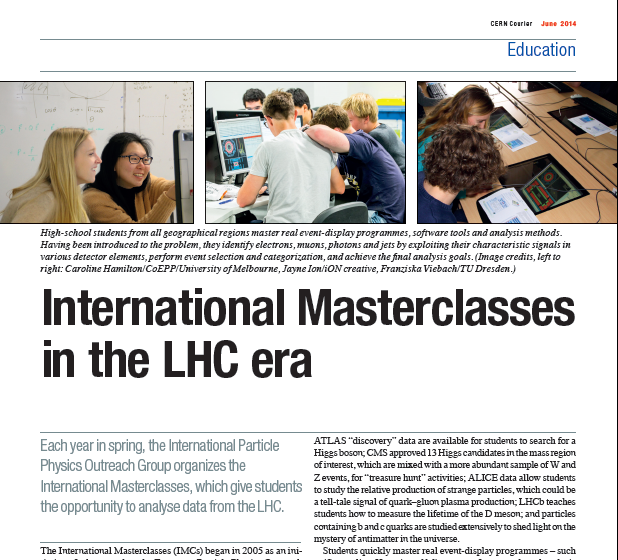 CERN Courier June 2014
Education
High-school students from all geographical regions master real event-display programmes, software tools and analysis methods.
Having been introduced to the problem, they identify electrons, muons, photons and jets by exploiting their characteristic signals in
various detector elements, perform event selection and categorization, and achieve the final analysis goals. (Image credits, left to
right: Caroline Hamilton/CoEPP/University of Melbourne, Jayne Ion/iON creative, Franziska Viebach/TU Dresden.)
International Masterclasses
in the LHC era
Each year in spring, the International Particle
Physics Outreach Group organizes the
International Masterclasses, which give students
the opportunity to analyse data from the LHC.
The International Masterclasses (IMCs) began in 2005 as an ini-
ATLAS “discovery” data are available for students to search for a
Higgs boson; CMS approved 13 Higgs candidates in the mass region
of interest, which are mixed with a more abundant sample of W and
Z events, for “treasure hunt” activities; ALICE data allow students
to study the relative production of strange particles, which could be
a tell-tale signal of quark–gluon plasma production; LHCb teaches
students how to measure the lifetime of the D meson; and particles
containing b and c quarks are studied extensively to shed light on the
mystery of antimatter in the universe.
Students quickly master real event-display programmes – such